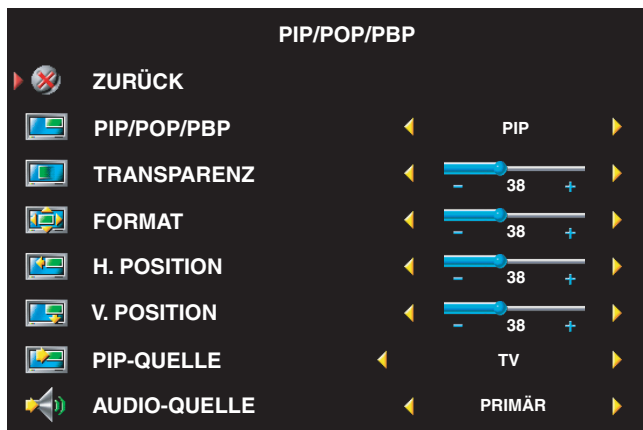 PIP/POP/PBP
ZURÜCK
PIP/POP/PBP PIP
TRANSPARENZ - 38 +
FORMAT - 38 +
H. POSITION - 38 +
V. POSITION - 38 +
PIP-QUELLE TV
AUDIO-QUELLE PRIMÄR